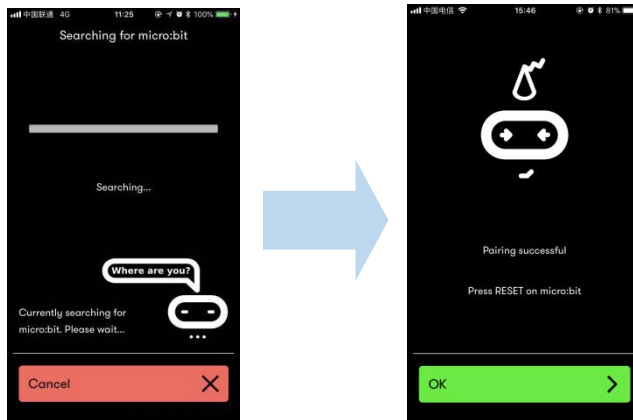 中国联通 4G 11:25 100%
Searching for micro:bit
Searching...
Where are you?
Currently searching for
micro:bit. Please wait...
Cancel
中国电信 15:46 81%
Pairing successful
Press RESET on micro:bit
OK